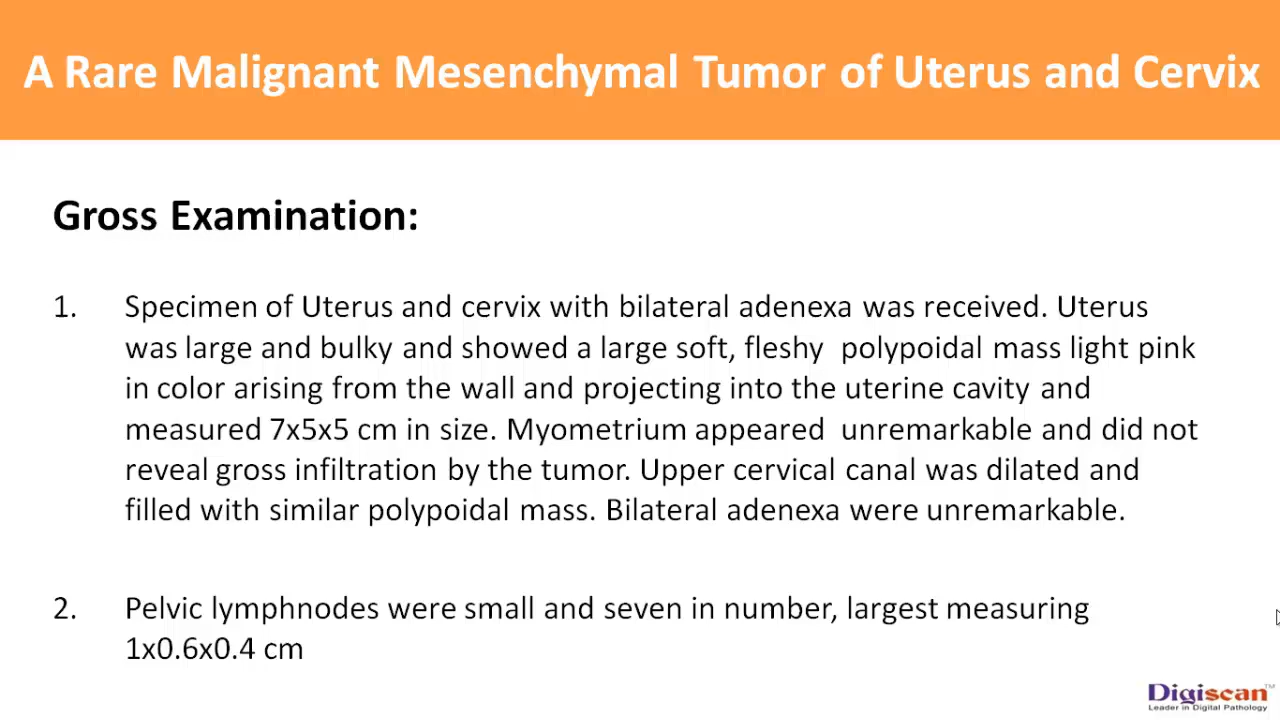 A Rare Malignant Mesenchymal Tumor of Uterus and Cervix
Gross Examination:
1. Specimen of Uterus and cervix with bilateral adenexa was received. Uterus
was large and bulky and showed a large soft, fleshy polypoidal mass light pink
in color arising from the wall and projecting into the uterine cavity and
measured 7x5x5 cm in size. Myometrium appeared unremarkable and did not
reveal gross infiltration by the tumor. Upper cervical canal was dilated and
filled with similar polypoidal mass. Bilateral adenexa were unremarkable.
2. Pelvic lymphnodes were small and seven in number, largest measuring
1x0.6x0.4 cm
Digiscan™
Leader in Digital Pathology